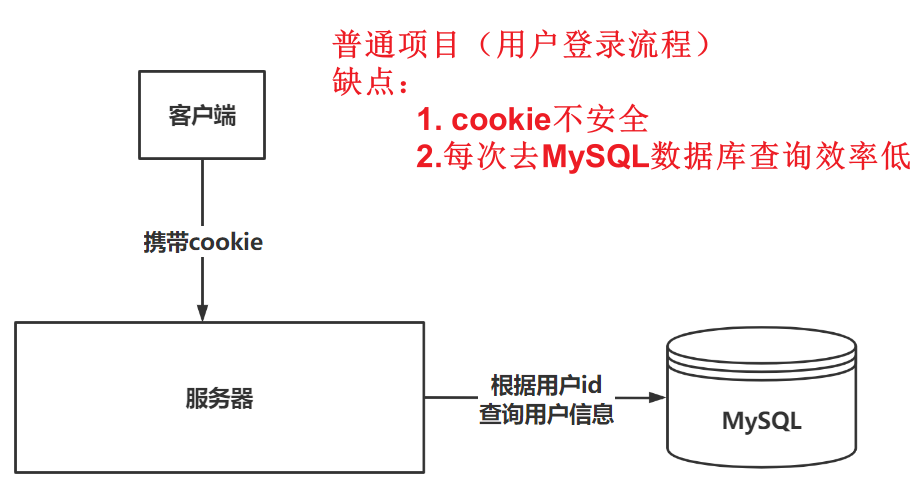 普通项目（用户登录流程）
缺点：
1. cookie不安全
2.每次去MySQL数据库查询效率低
客户端
携带cookie
服务器
根据用户id
查询用户信息
MySQL